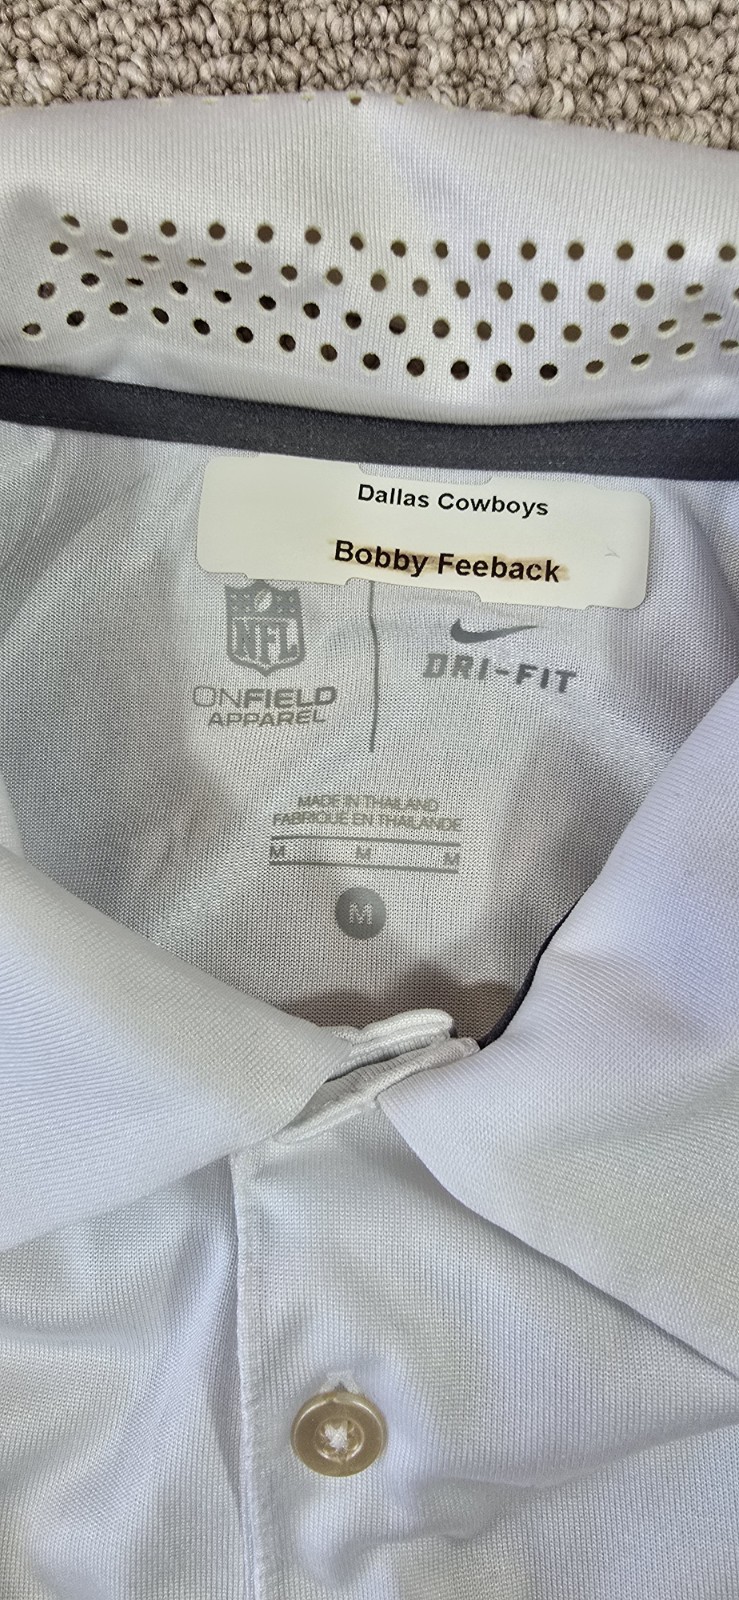 Dallas Cowboys
Bobby Feeback
NFL
ONFIELD
APPAREL
DRI-FIT
MADE IN THAILAND
FABRIQUÉ EN THAÏLANDE
M M M
M